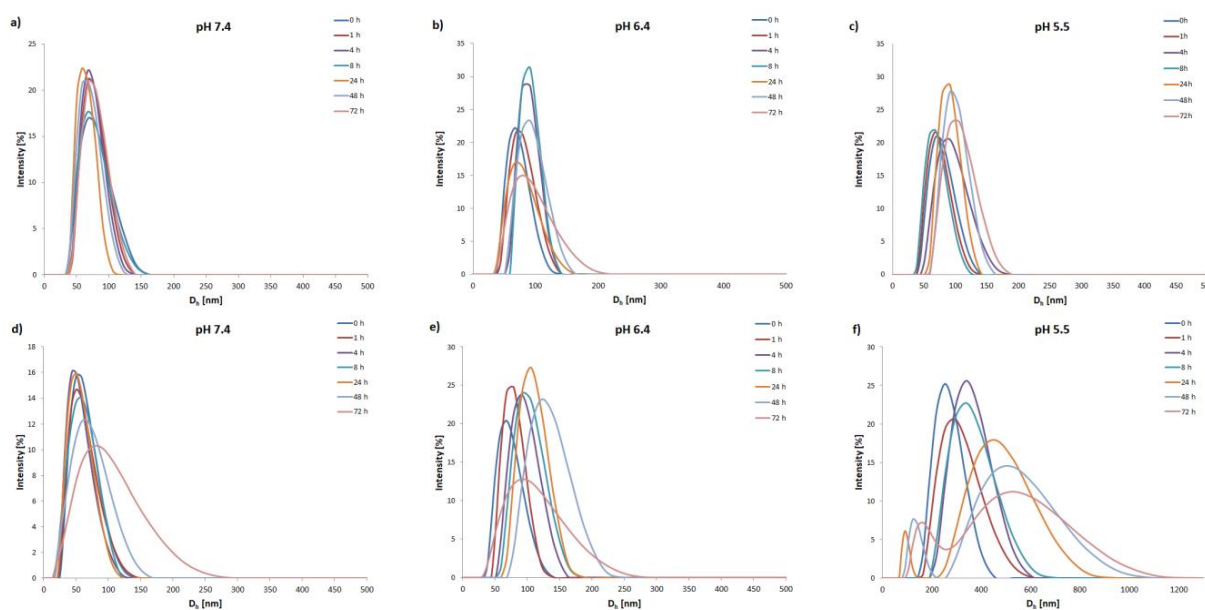 a)
pH 7.4
0 h
1 h
4 h
8 h
24 h
48 h
72 h
Intensity [%]
25
20
15
10
5
0
0 50 100 150 200 250 300 350 400 450 500
Dh [nm]
b)
pH 6.4
0 h
1 h
4 h
8 h
24 h
48 h
72 h
Intensity [%]
35
30
25
20
15
10
5
0
0 100 200 300 400 500
Dh [nm]
c)
pH 5.5
0h
1h
4h
8h
24h
48h
72h
Intensity [%]
35
30
25
20
15
10
5
0
0 50 100 150 200 250 300 350 400 450
Dh [nm]
d)
pH 7.4
0 h
1 h
4 h
8 h
24 h
48 h
72 h
Intensity [%]
18
16
14
12
10
8
6
4
2
0
0 50 100 150 200 250 300 350 400 450 500
Dh [nm]
e)
pH 6.4
0 h
1 h
4 h
8 h
24 h
48 h
72 h
Intensity [%]
30
25
20
15
10
5
0
0 50 100 150 200 250 300 350 400 450 500
Dh [nm]
f)
pH 5.5
0 h
1 h
4 h
8 h
24 h
48 h
72 h
Intensity [%]
30
25
20
15
10
5
0
0 200 400 600 800 1000 1200
Dh [nm]